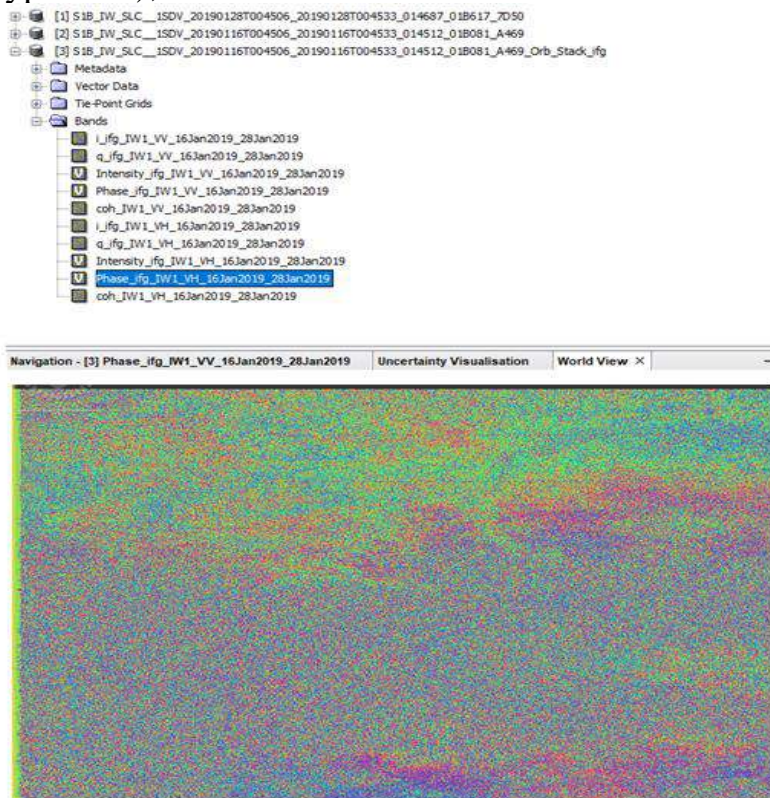 [1] S1B_IW_SLC__1SDV_20190128T004506_20190128T004533_014687_01B617_7D50
[2] S1B_IW_SLC__1SDV_20190116T004506_20190116T004533_014512_01B081_A469
[3] S1B_IW_SLC__1SDV_20190116T004506_20190116T004533_014512_01B081_A469_Orb_Stack_ifg
Metadata
Vector Data
Tie-Point Grids
Bands
i_ifg_IW1_VV_16Jan2019_28Jan2019
q_ifg_IW1_VV_16Jan2019_28Jan2019
Intensity_ifg_IW1_VV_16Jan2019_28Jan2019
Phase_ifg_IW1_VV_16Jan2019_28Jan2019
coh_IW1_VV_16Jan2019_28Jan2019
i_ifg_IW1_VH_16Jan2019_28Jan2019
q_ifg_IW1_VH_16Jan2019_28Jan2019
Intensity_ifg_IW1_VH_16Jan2019_28Jan2019
Phase_ifg_IW1_VH_16Jan2019_28Jan2019
coh_IW1_VH_16Jan2019_28Jan2019
Navigation - [3] Phase_ifg_IW1_VV_16Jan2019_28Jan2019 Uncertainty Visualisation World View ×